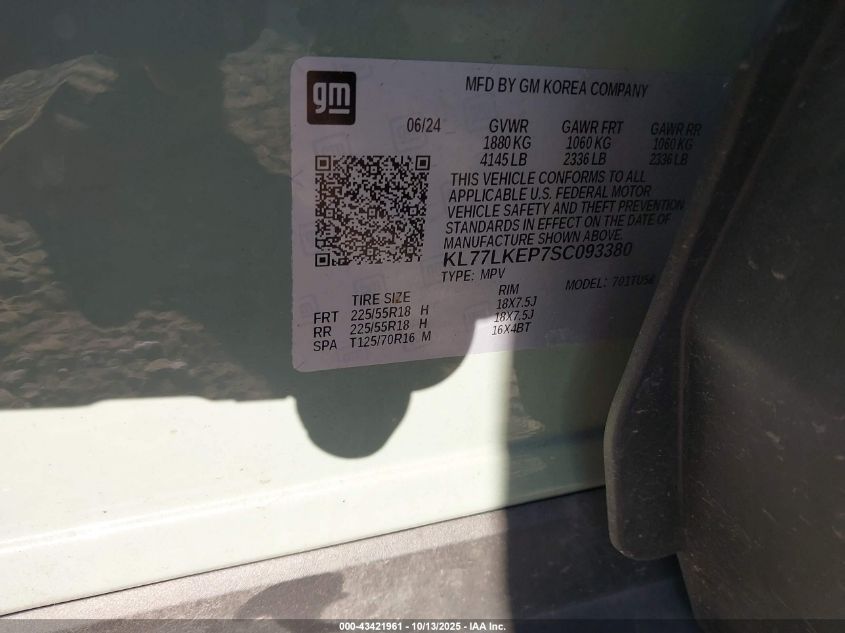 gm
MFD BY GM KOREA COMPANY
06/24 GVWR GAWR FRT GAWR RR
1880 KG 1060 KG 1060 KG
4145 LB 2336 LB 2336 LB
THIS VEHICLE CONFORMS TO ALL
APPLICABLE U.S. FEDERAL MOTOR
VEHICLE SAFETY AND THEFT PREVENTION
STANDARDS IN EFFECT ON THE DATE OF
MANUFACTURE SHOWN ABOVE.
KL77LKEP7SC093380
TYPE: MPV MODEL:
TIRE SIZE RIM
FRT 225/55R18 H 18X7.5J
RR 225/55R18 H 18X7.5J
SPA T125/70R16 M 16X4BT
000-43421961 - 10/13/2025 - IAA Inc.